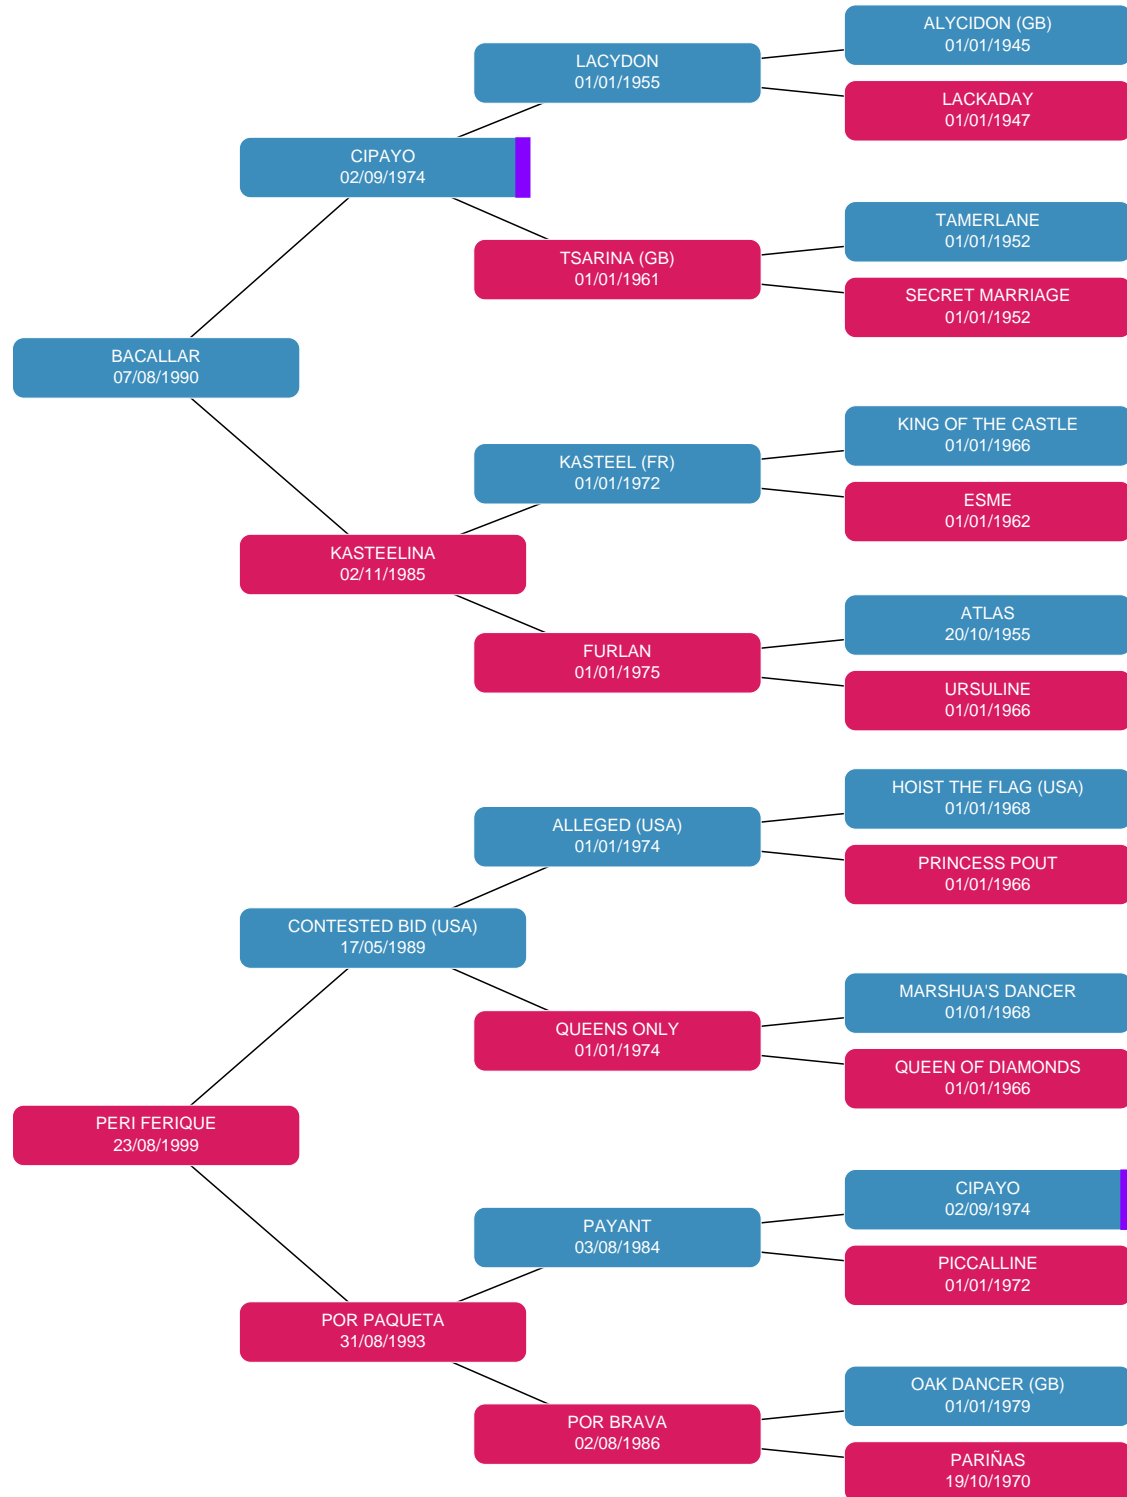 ALYCIDON (GB)
01/01/1945
LACYDON
01/01/1955
LACKADAY
01/01/1947
CIPAYO
02/09/1974
TAMERLANE
01/01/1952
TSARINA (GB)
01/01/1961
SECRET MARRIAGE
01/01/1952
BACALLAR
07/08/1990
KING OF THE CASTLE
01/01/1966
KASTEEL (FR)
01/01/1972
ESME
01/01/1962
KASTEELINA
02/11/1985
ATLAS
20/10/1955
FURLAN
01/01/1975
URSULINE
01/01/1966
HOIST THE FLAG (USA)
01/01/1968
ALLEGED (USA)
01/01/1974
PRINCESS POUT
01/01/1966
CONTESTED BID (USA)
17/05/1989
MARSHUA'S DANCER
01/01/1968
QUEENS ONLY
01/01/1974
QUEEN OF DIAMONDS
01/01/1966
PERI FERIQUE
23/08/1999
CIPAYO
02/09/1974
PAYANT
03/08/1984
PICCALLINE
01/01/1972
POR PAQUETA
31/08/1993
OAK DANCER (GB)
01/01/1979
POR BRAVA
02/08/1986
PARIÑAS
19/10/1970